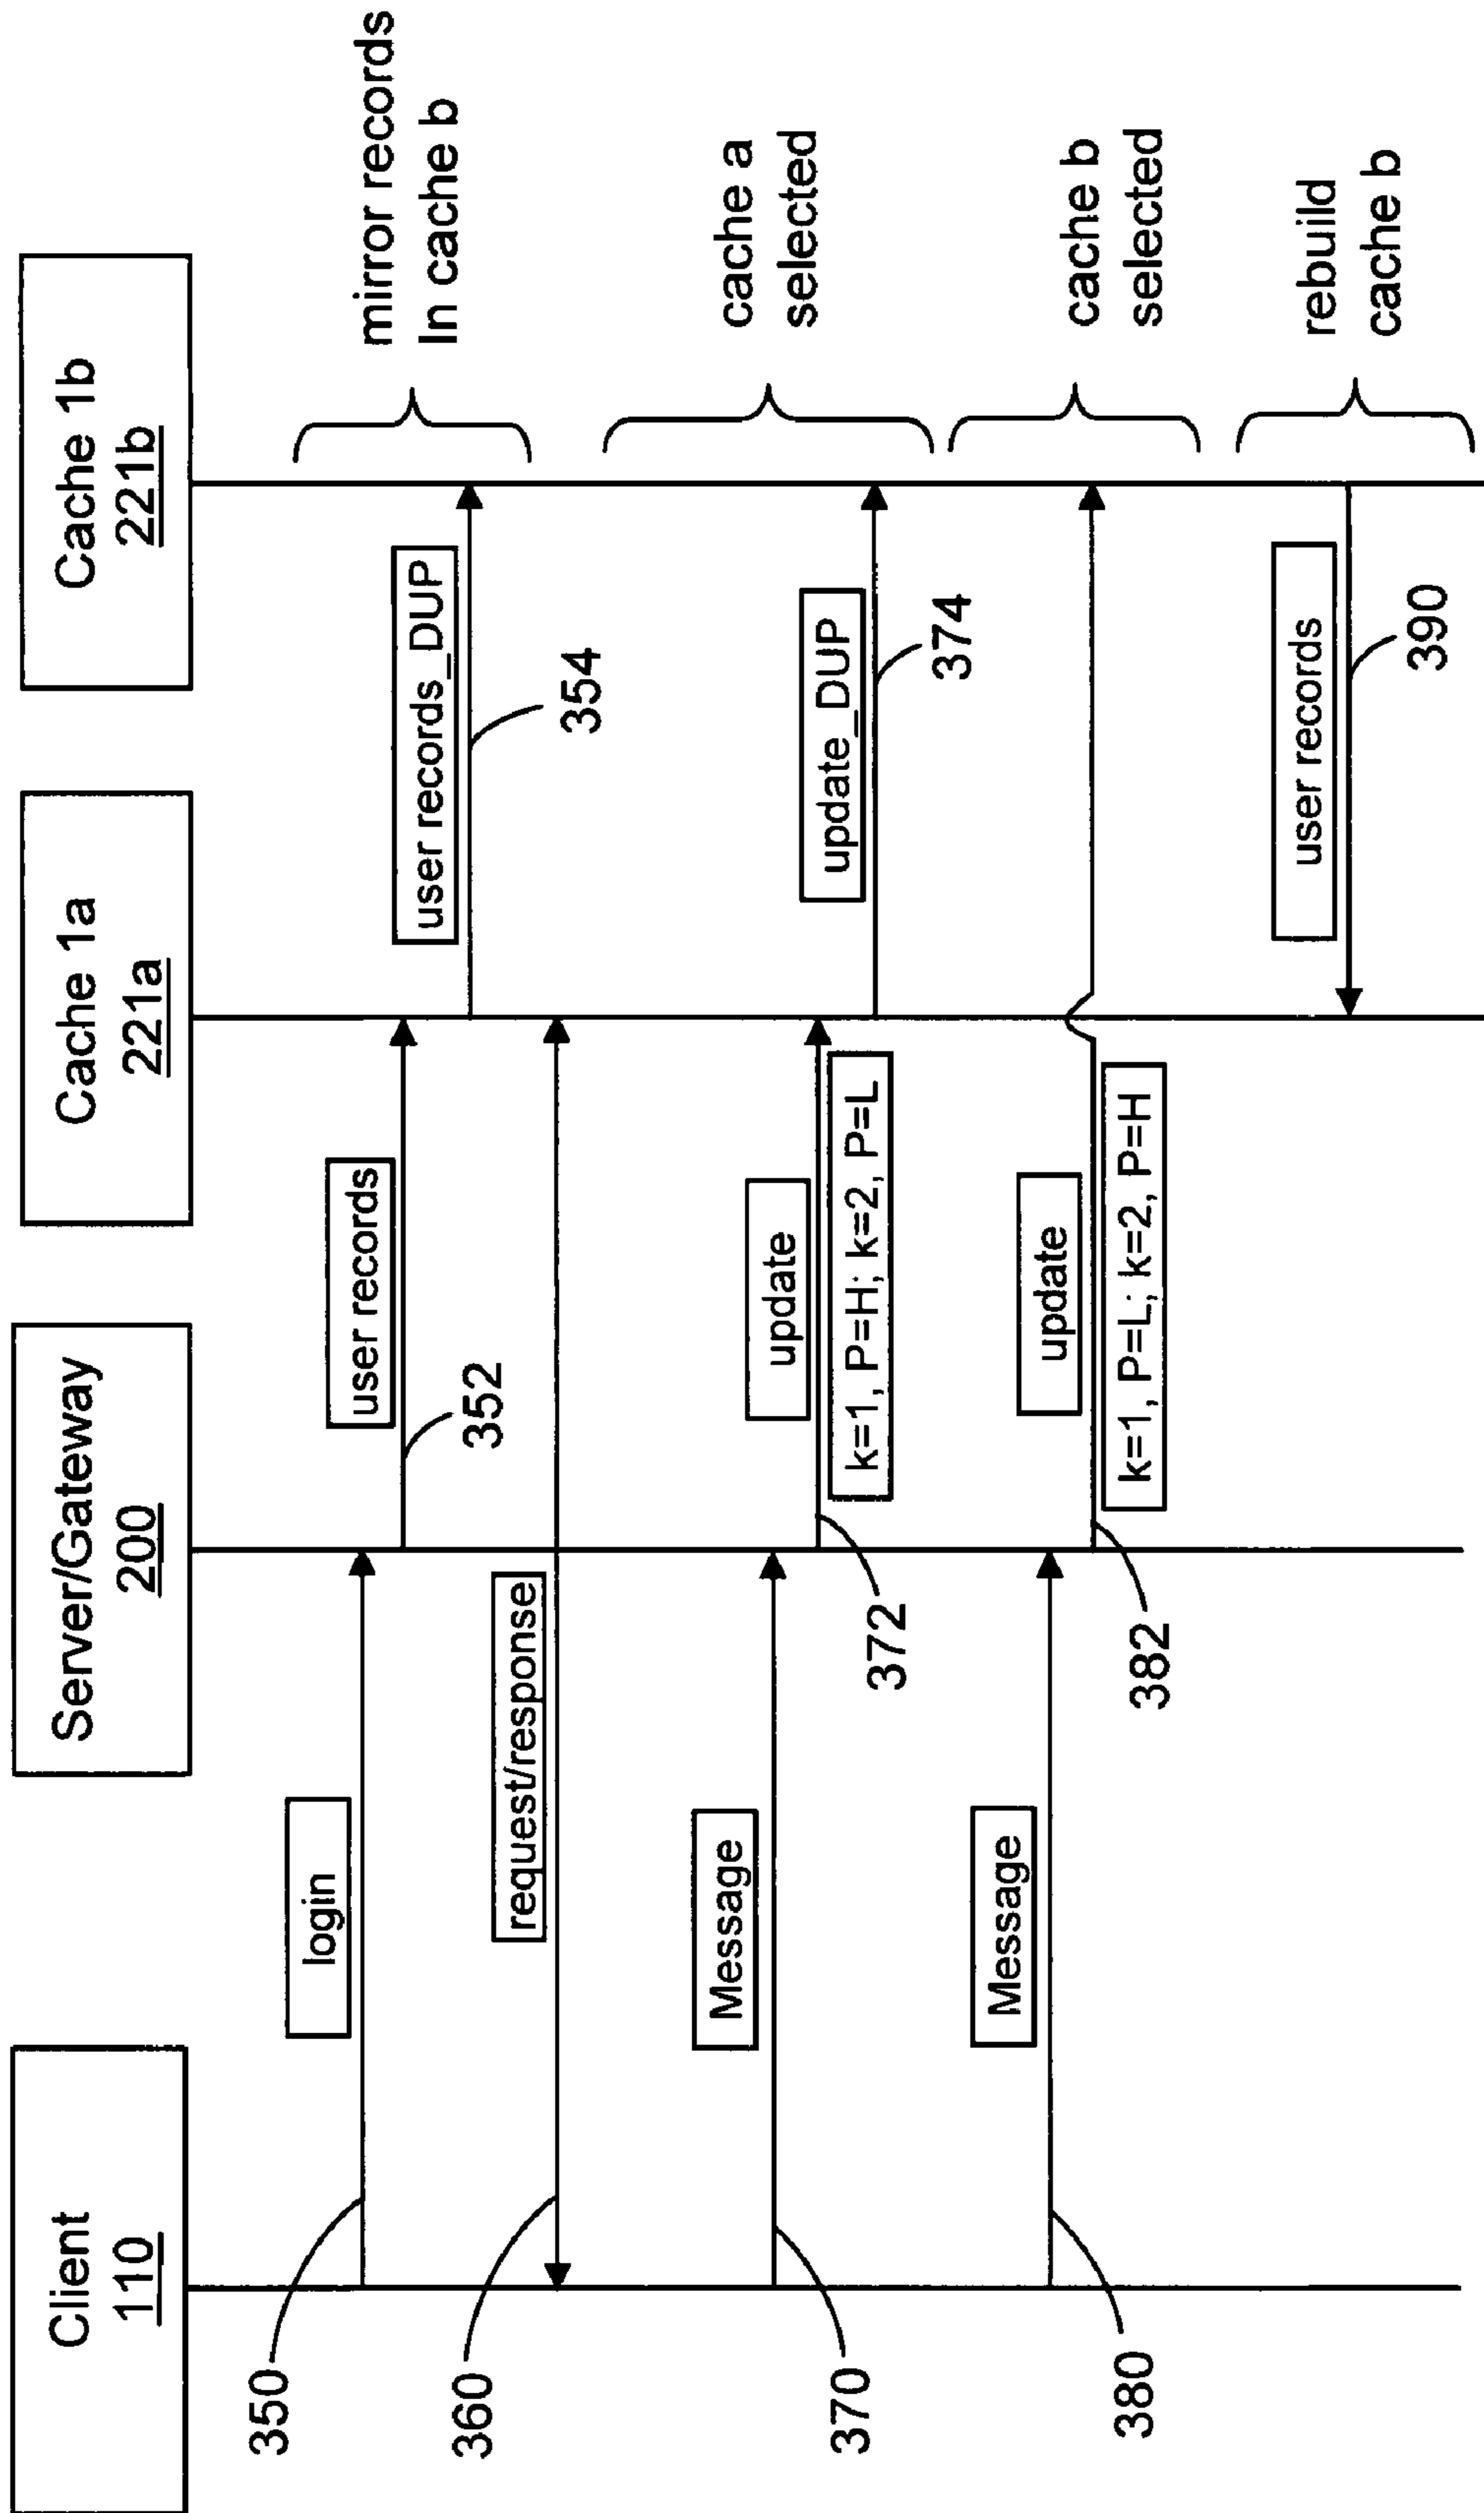 Client
110
Server/Gateway
200
Cache 1a
221a
Cache 1b
221b
350
login
user records
352
user records_DUP
354
mirror records
In cache b
360
request/response
370
Message
update
k=1, P=H; k=2, P=L
372
update_DUP
374
cache a
selected
380
Message
update
k=1, P=L; k=2, P=H
382
cache b
selected
user records
390
rebuild
cache b